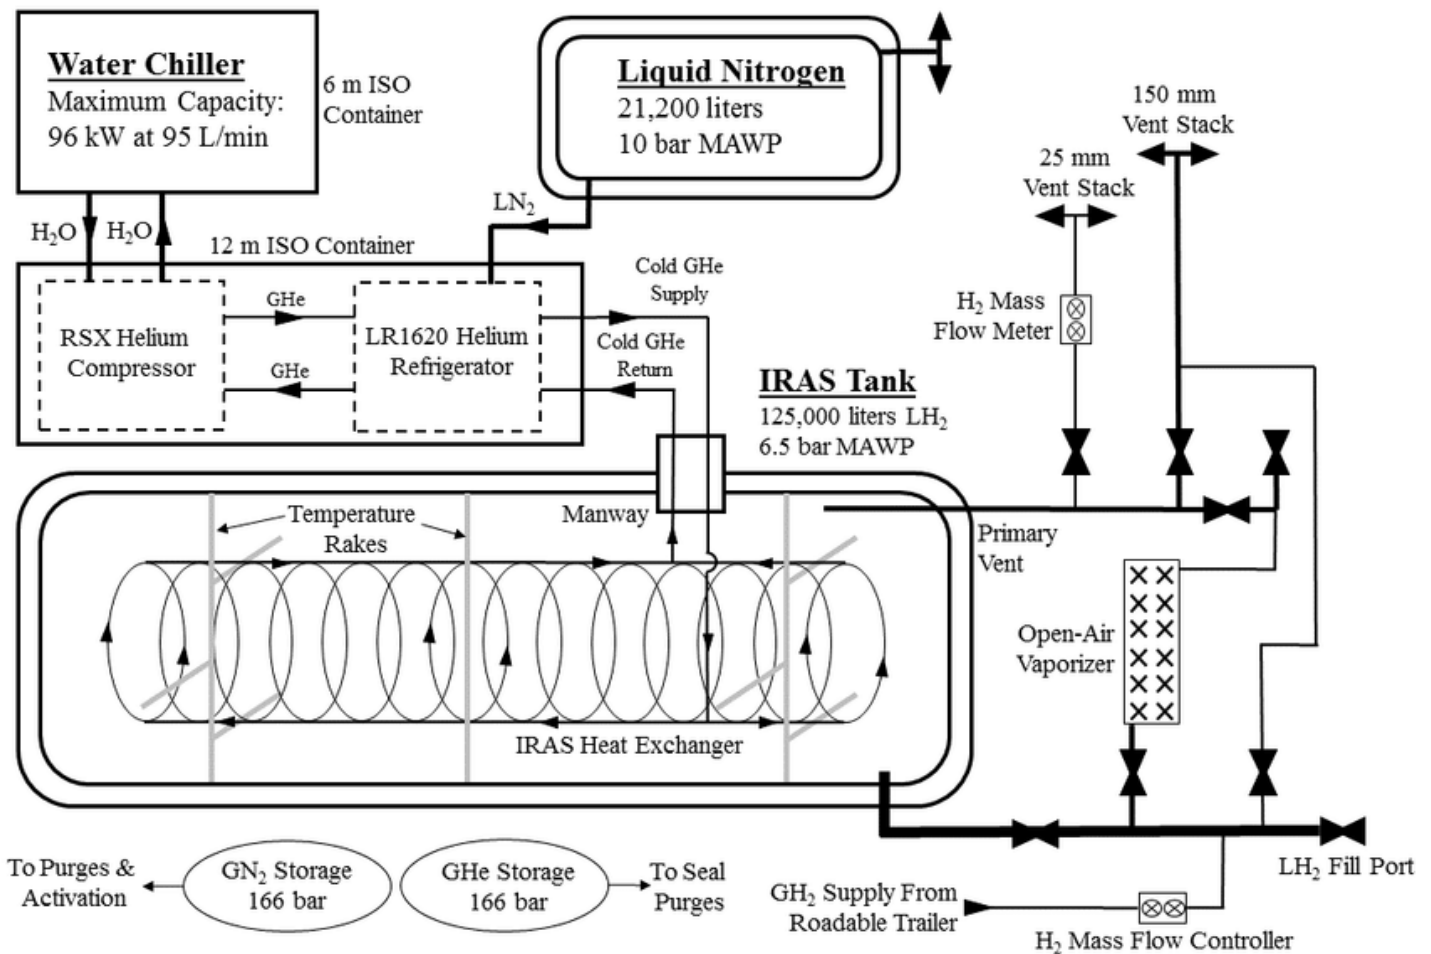 Water Chiller
Maximum Capacity:
96 kW at 95 L/min
6 m ISO
Container
Liquid Nitrogen
21,200 liters
10 bar MAWP
150 mm
Vent Stack
25 mm
Vent Stack
LN₂
H₂O
H₂O
12 m ISO Container
Cold GHe
Supply
GHe
H₂ Mass
Flow Meter
RSX Helium
Compressor
LR1620 Helium
Refrigerator
Cold GHe
Return
GHe
IRAS Tank
125,000 liters LH₂
6.5 bar MAWP
Temperature
Rakes
Manway
Primary
Vent
Open-Air
Vaporizer
IRAS Heat Exchanger
To Purges &
Activation
GN₂ Storage
166 bar
GHe Storage
166 bar
To Seal
Purges
LH₂ Fill Port
GH₂ Supply From
Roadable Trailer
H₂ Mass Flow Controller